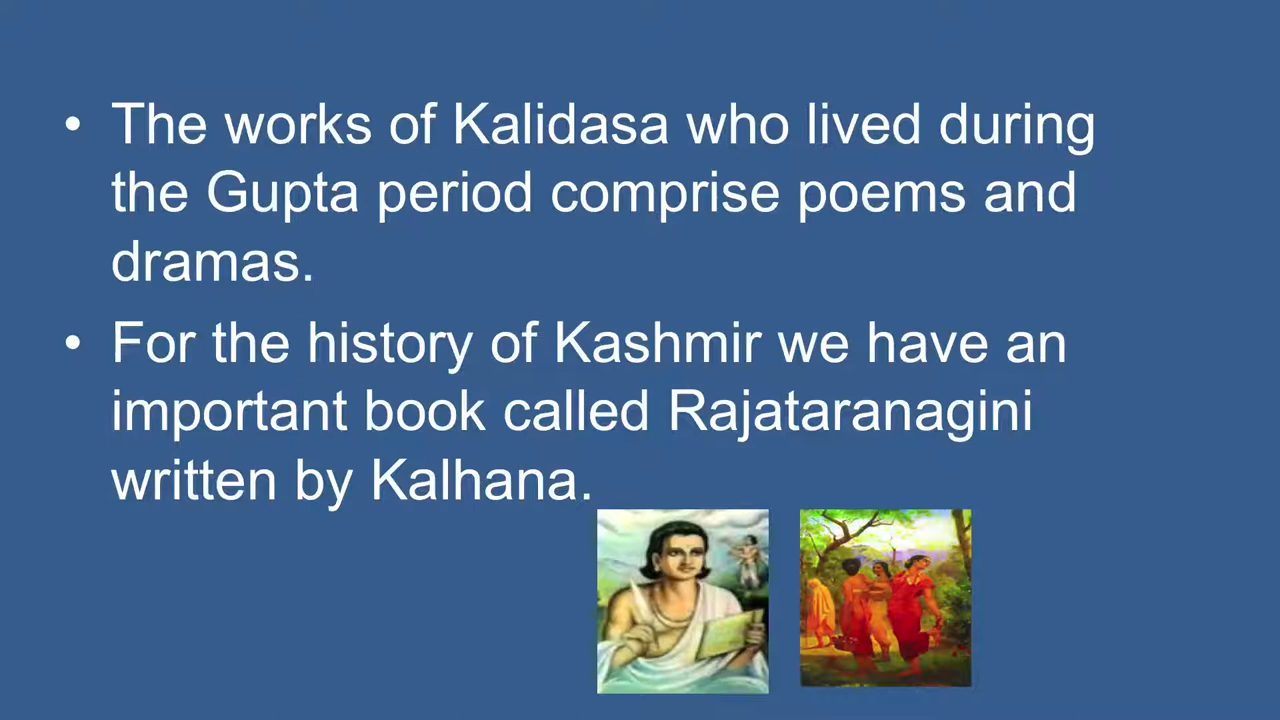 • The works of Kalidasa who lived during
the Gupta period comprise poems and
dramas.
• For the history of Kashmir we have an
important book called Rajataranagini
written by Kalhana.